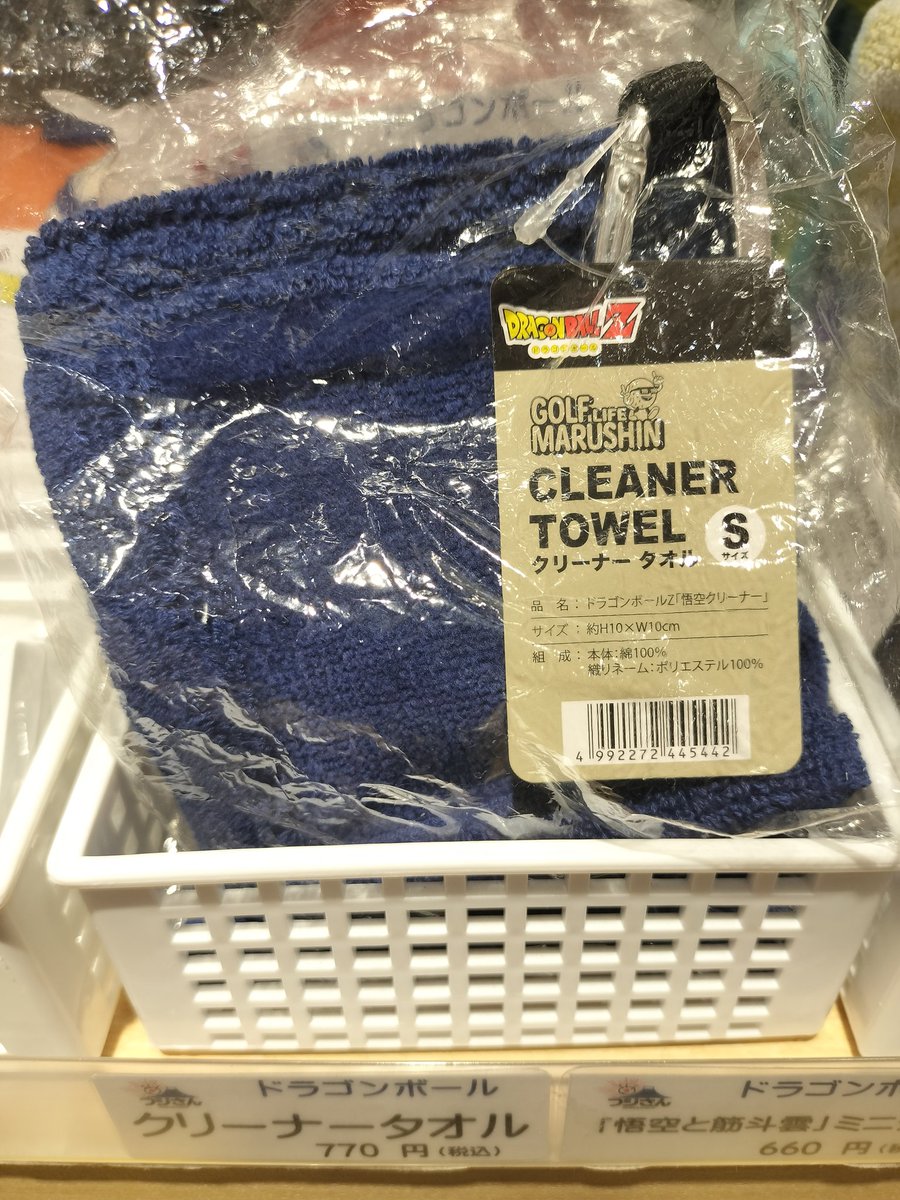 DRAGON BALL Z
ドラゴンボール
GOLF LIFE
MARUSHIN
CLEANER
TOWEL S
サイズ
クリーナー タオル
品 名：ドラゴンボールZ「悟空クリーナー」
サイズ：約H10×W10cm
組 成：本体：綿100%
織りネーム：ポリエステル100%
4 992272 445442
ドラゴンボール
クリーナータオル
770 円(税込)
ドラゴンボ
「悟空と筋斗雲」ミニ
660 円